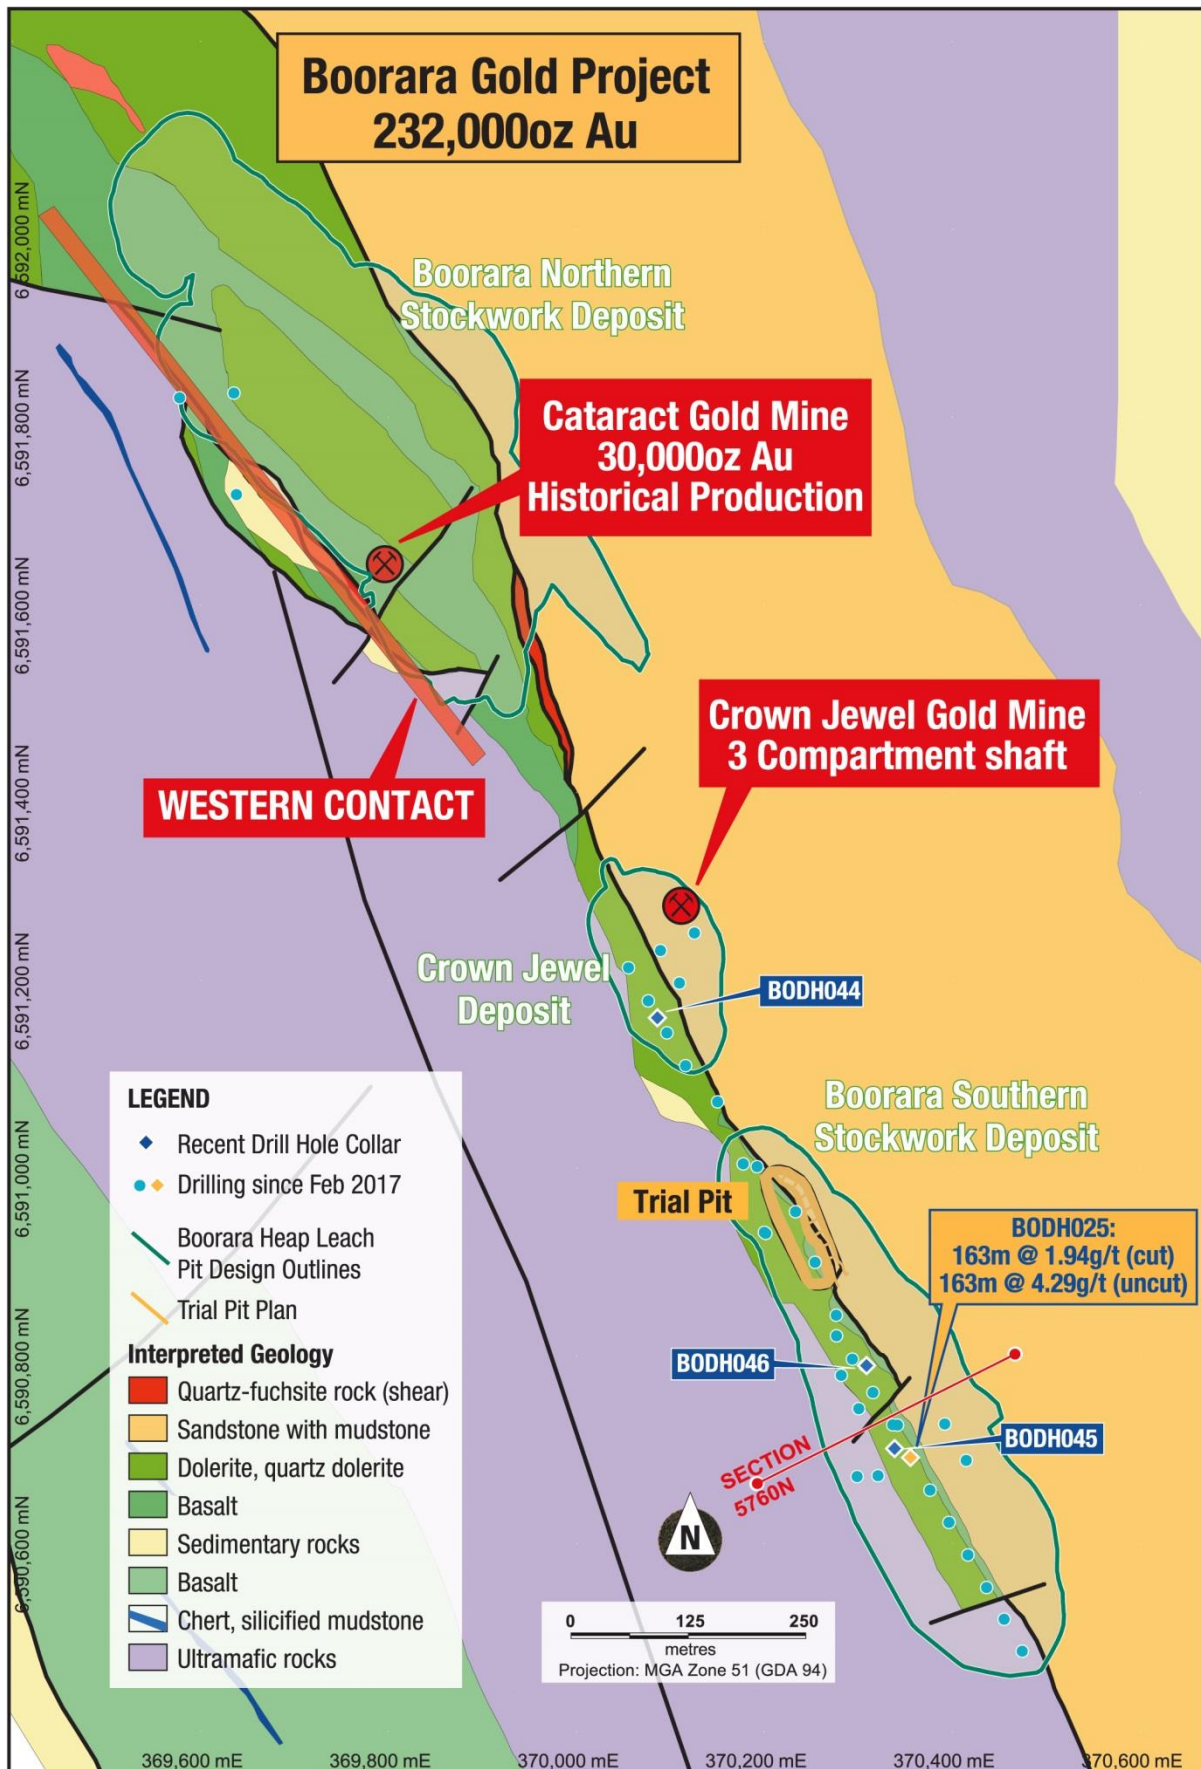 Boorara Gold Project
232,000oz Au
Boorara Northern
Stockwork Deposit
Cataract Gold Mine
30,000oz Au
Historical Production
Crown Jewel Gold Mine
3 Compartment shaft
WESTERN CONTACT
Crown Jewel
Deposit
BODH044
Boorara Southern
Stockwork Deposit
Trial Pit
BODH025:
163m @ 1.94g/t (cut)
163m @ 4.29g/t (uncut)
BODH046
BODH045
SECTION
5760N
N
LEGEND
Recent Drill Hole Collar
Drilling since Feb 2017
Boorara Heap Leach
Pit Design Outlines
Trial Pit Plan
Interpreted Geology
Quartz-fuchsite rock (shear)
Sandstone with mudstone
Dolerite, quartz dolerite
Basalt
Sedimentary rocks
Basalt
Chert, silicified mudstone
Ultramafic rocks
0 125 250
metres
Projection: MGA Zone 51 (GDA 94)
6,592,000 mN
6,591,800 mN
6,591,600 mN
6,591,400 mN
6,591,200 mN
6,591,000 mN
6,590,800 mN
6,590,600 mN
369,600 mE
369,800 mE
370,000 mE
370,200 mE
370,400 mE
370,600 mE